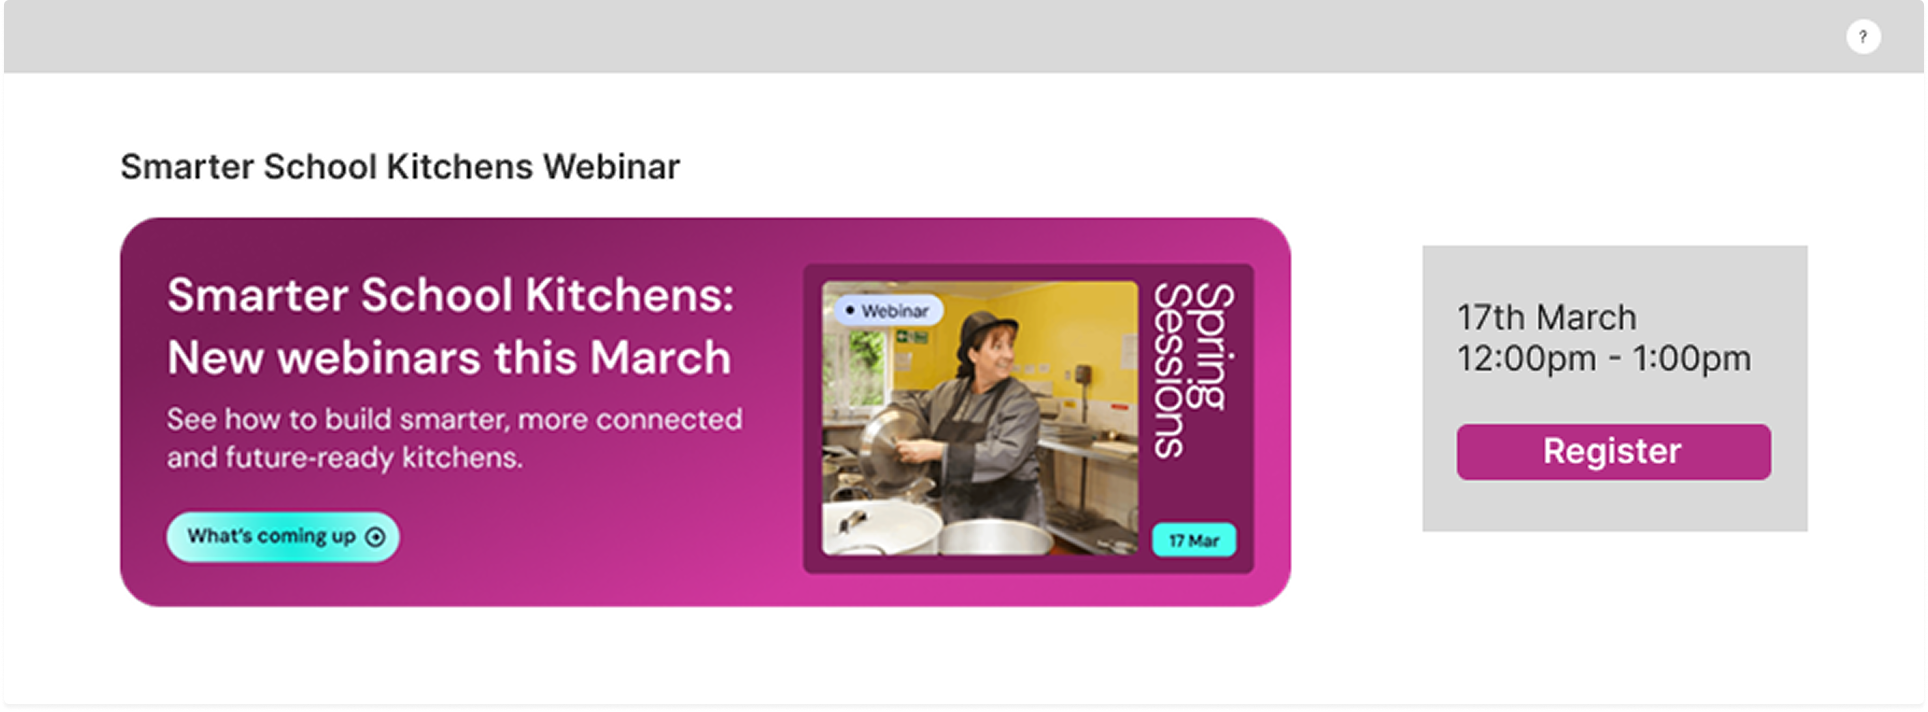 ?
Smarter School Kitchens Webinar
Smarter School Kitchens:
New webinars this March
See how to build smarter, more connected
and future-ready kitchens.
What's coming up
Webinar
Spring
Sessions
17 Mar
17th March
12:00pm - 1:00pm
Register